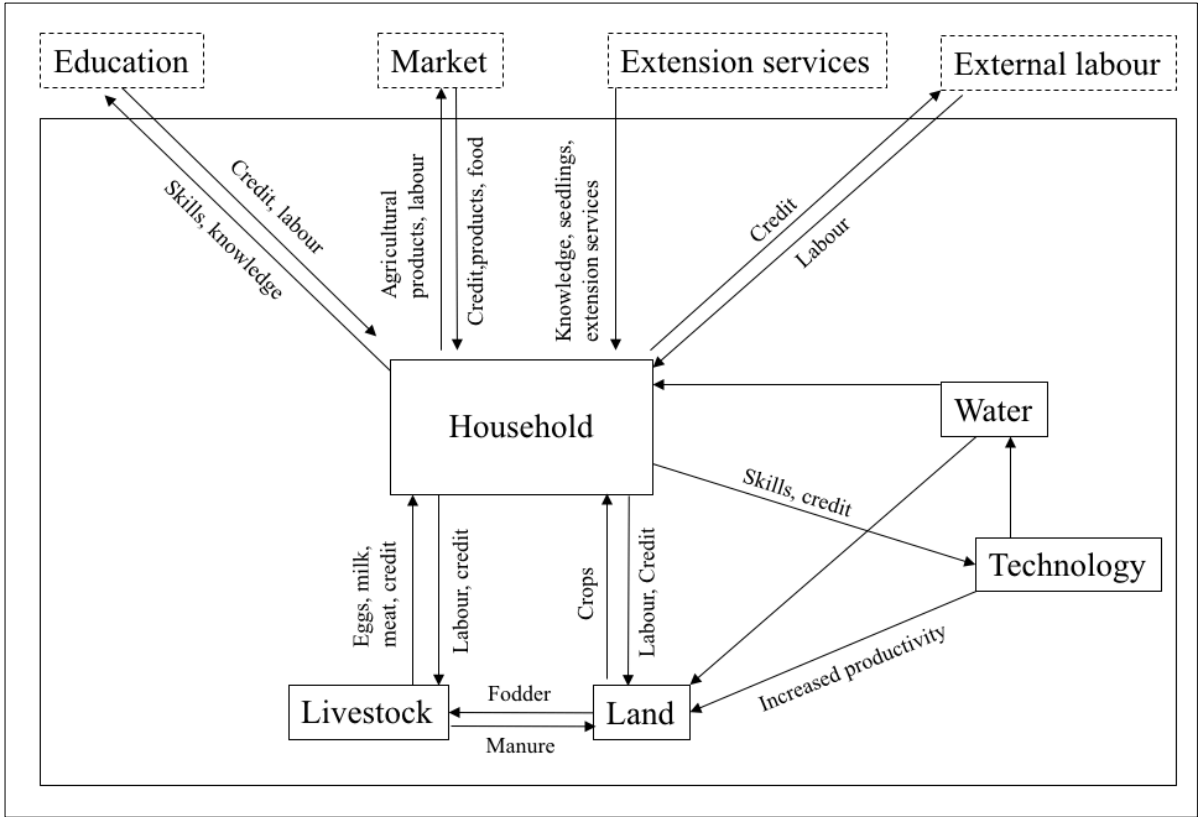 Education
Market
Extension services
External labour
Credit, labour
Skills, knowledge
Agricultural
products, labour
Credit,products, food
Knowledge, seedlings,
extension services
Credit
Labour
Household
Water
Skills, credit
Technology
Eggs, milk,
meat, credit
Labour, credit
Crops
Labour, Credit
Increased productivity
Livestock
Fodder
Manure
Land